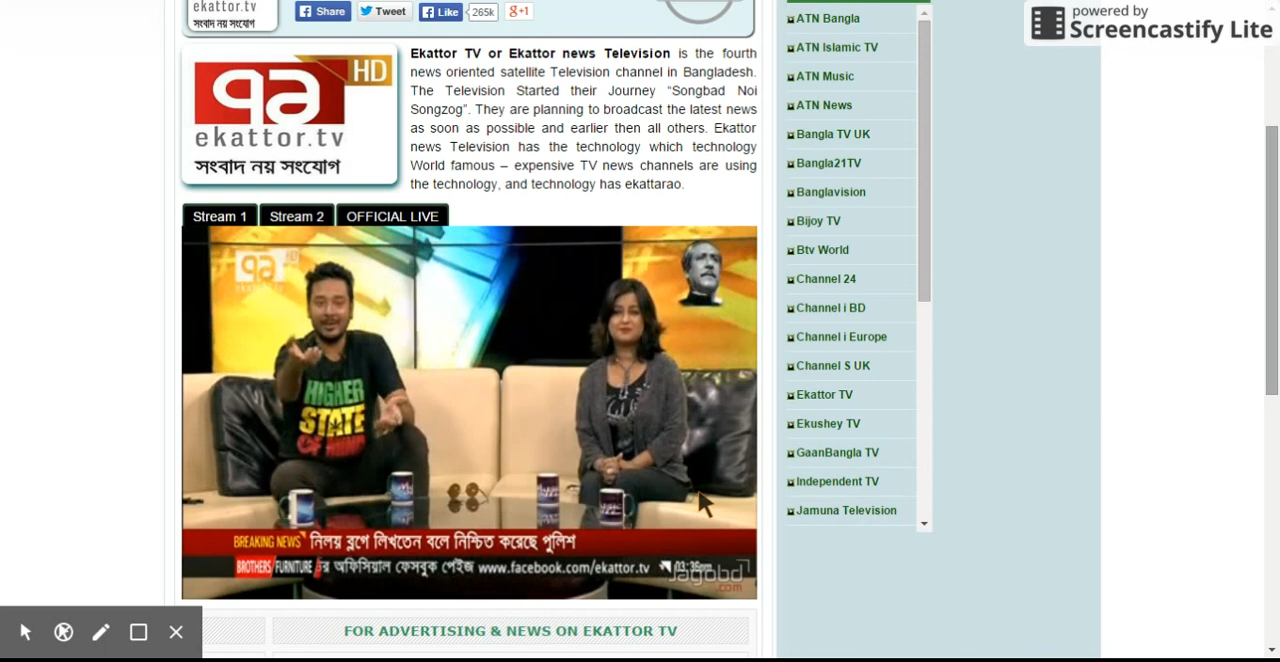 ekattor.tv
সংবাদ নয় সংযোগ
Share
Tweet
Like
265k
g+1
powered by
Screencastify Lite
HD
ekattor.tv
সংবাদ নয় সংযোগ
Ekattor TV or Ekattor news Television is the fourth
news oriented satellite Television channel in Bangladesh.
The Television Started their Journey “Songbad Noi
Songzog”. They are planning to broadcast the latest news
as soon as possible and earlier then all others. Ekattor
news Television has the technology which technology
World famous – expensive TV news channels are using
the technology, and technology has ekattarao.
Stream 1
Stream 2
OFFICIAL LIVE
HD
HIGHER
STATE
OF
BREAKING NEWS
নিলয় ব্লগে লিখতেন বলে নিশ্চিত করেছে পুলিশ
BROTHERS FURNITURE
র অফিসিয়াল ফেসবুক পেইজ www.facebook.com/ekattor.tv
03:36pm
Jagobd
.com
FOR ADVERTISING & NEWS ON EKATTOR TV
ATN Bangla
ATN Islamic TV
ATN Music
ATN News
Bangla TV UK
Bangla21TV
Banglavision
Bijoy TV
Btv World
Channel 24
Channel i BD
Channel i Europe
Channel S UK
Ekattor TV
Ekushey TV
GaanBangla TV
Independent TV
Jamuna Television